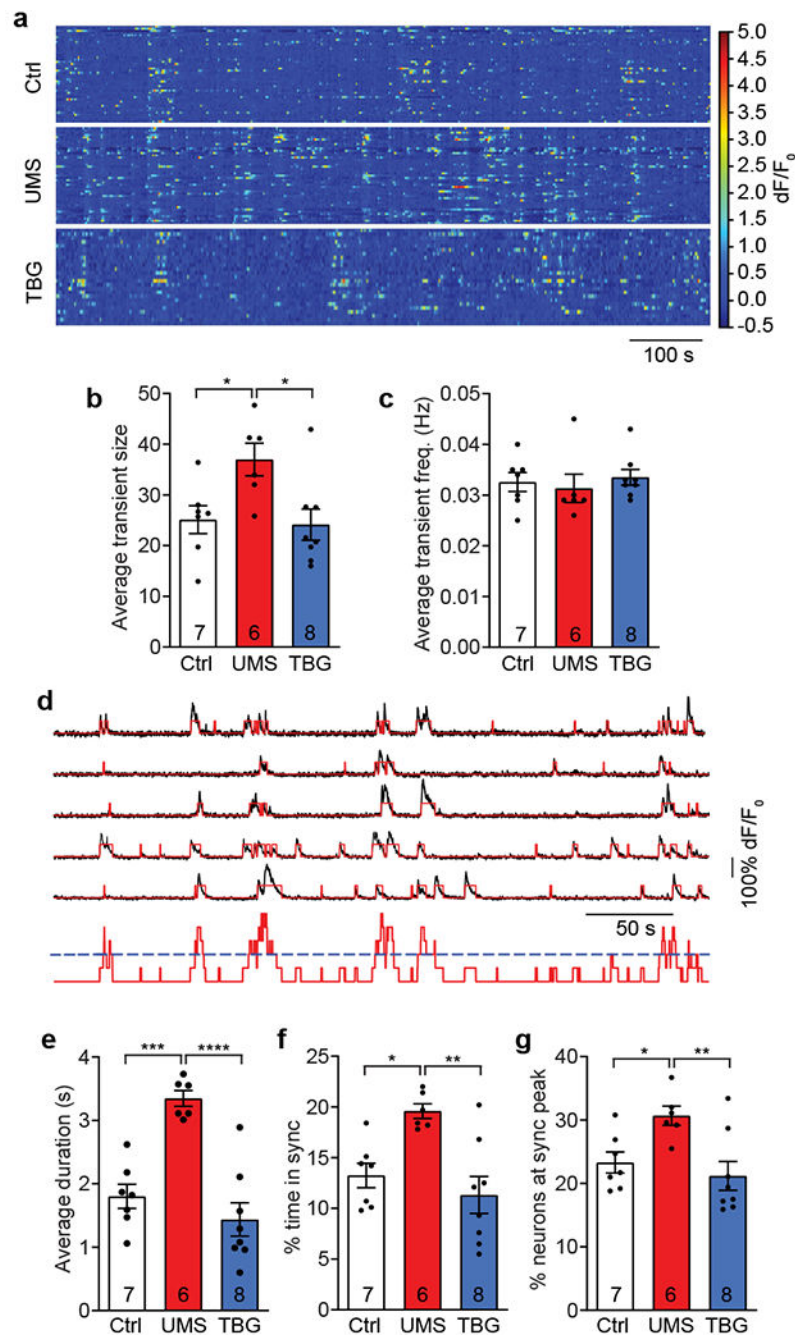 a
Ctrl
UMS
TBG
5.0
4.5
4.0
3.5
3.0
2.5
2.0
1.5
1.0
0.5
0.0
-0.5
dF/F0
100 s
b
Average transient size
50
40
30
20
10
0
* *
7 6 8
Ctrl UMS TBG
c
Average transient freq. (Hz)
0.05
0.04
0.03
0.02
0.01
0.00
7 6 8
Ctrl UMS TBG
d
100% dF/F0
50 s
e
Average duration (s)
4
3
2
1
0
*** ****
7 6 8
Ctrl UMS TBG
f
% time in sync
25
20
15
10
5
0
* **
7 6 8
Ctrl UMS TBG
g
% neurons at sync peak
40
30
20
10
0
* **
7 6 8
Ctrl UMS TBG